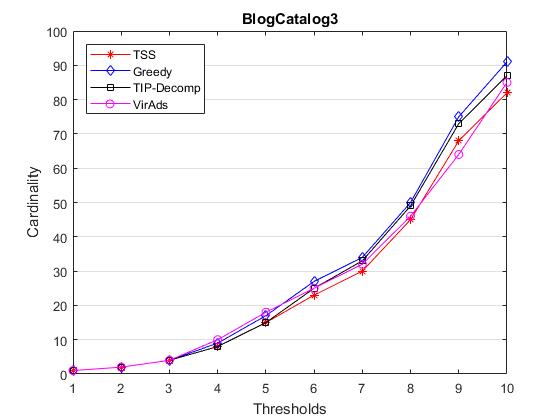 BlogCatalog3
100
90
80
70
60
50
40
30
20
10
0
Cardinality
TSS
Greedy
TIP-Decomp
VirAds
1 2 3 4 5 6 7 8 9 10
Thresholds